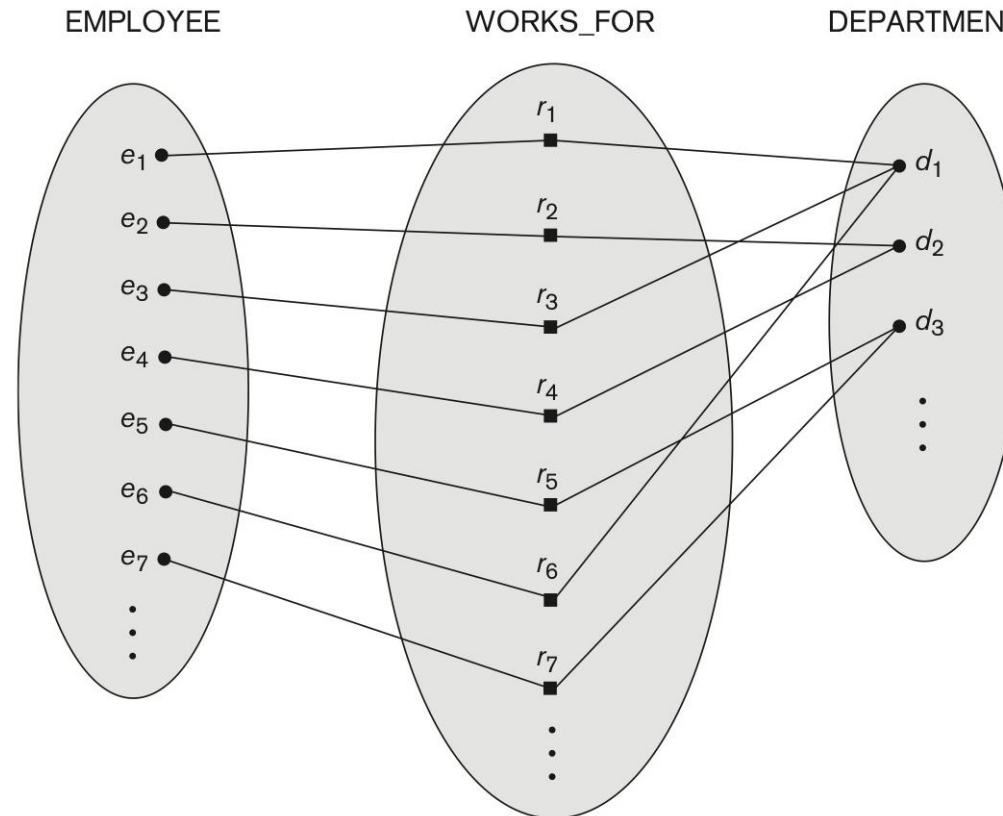 EMPLOYEE WORKS_FOR DEPARTMEN
e1 r1 d1
e2 r2 d2
e3 r3 d3
e4 r4
e5 r5
e6 r6
e7 r7